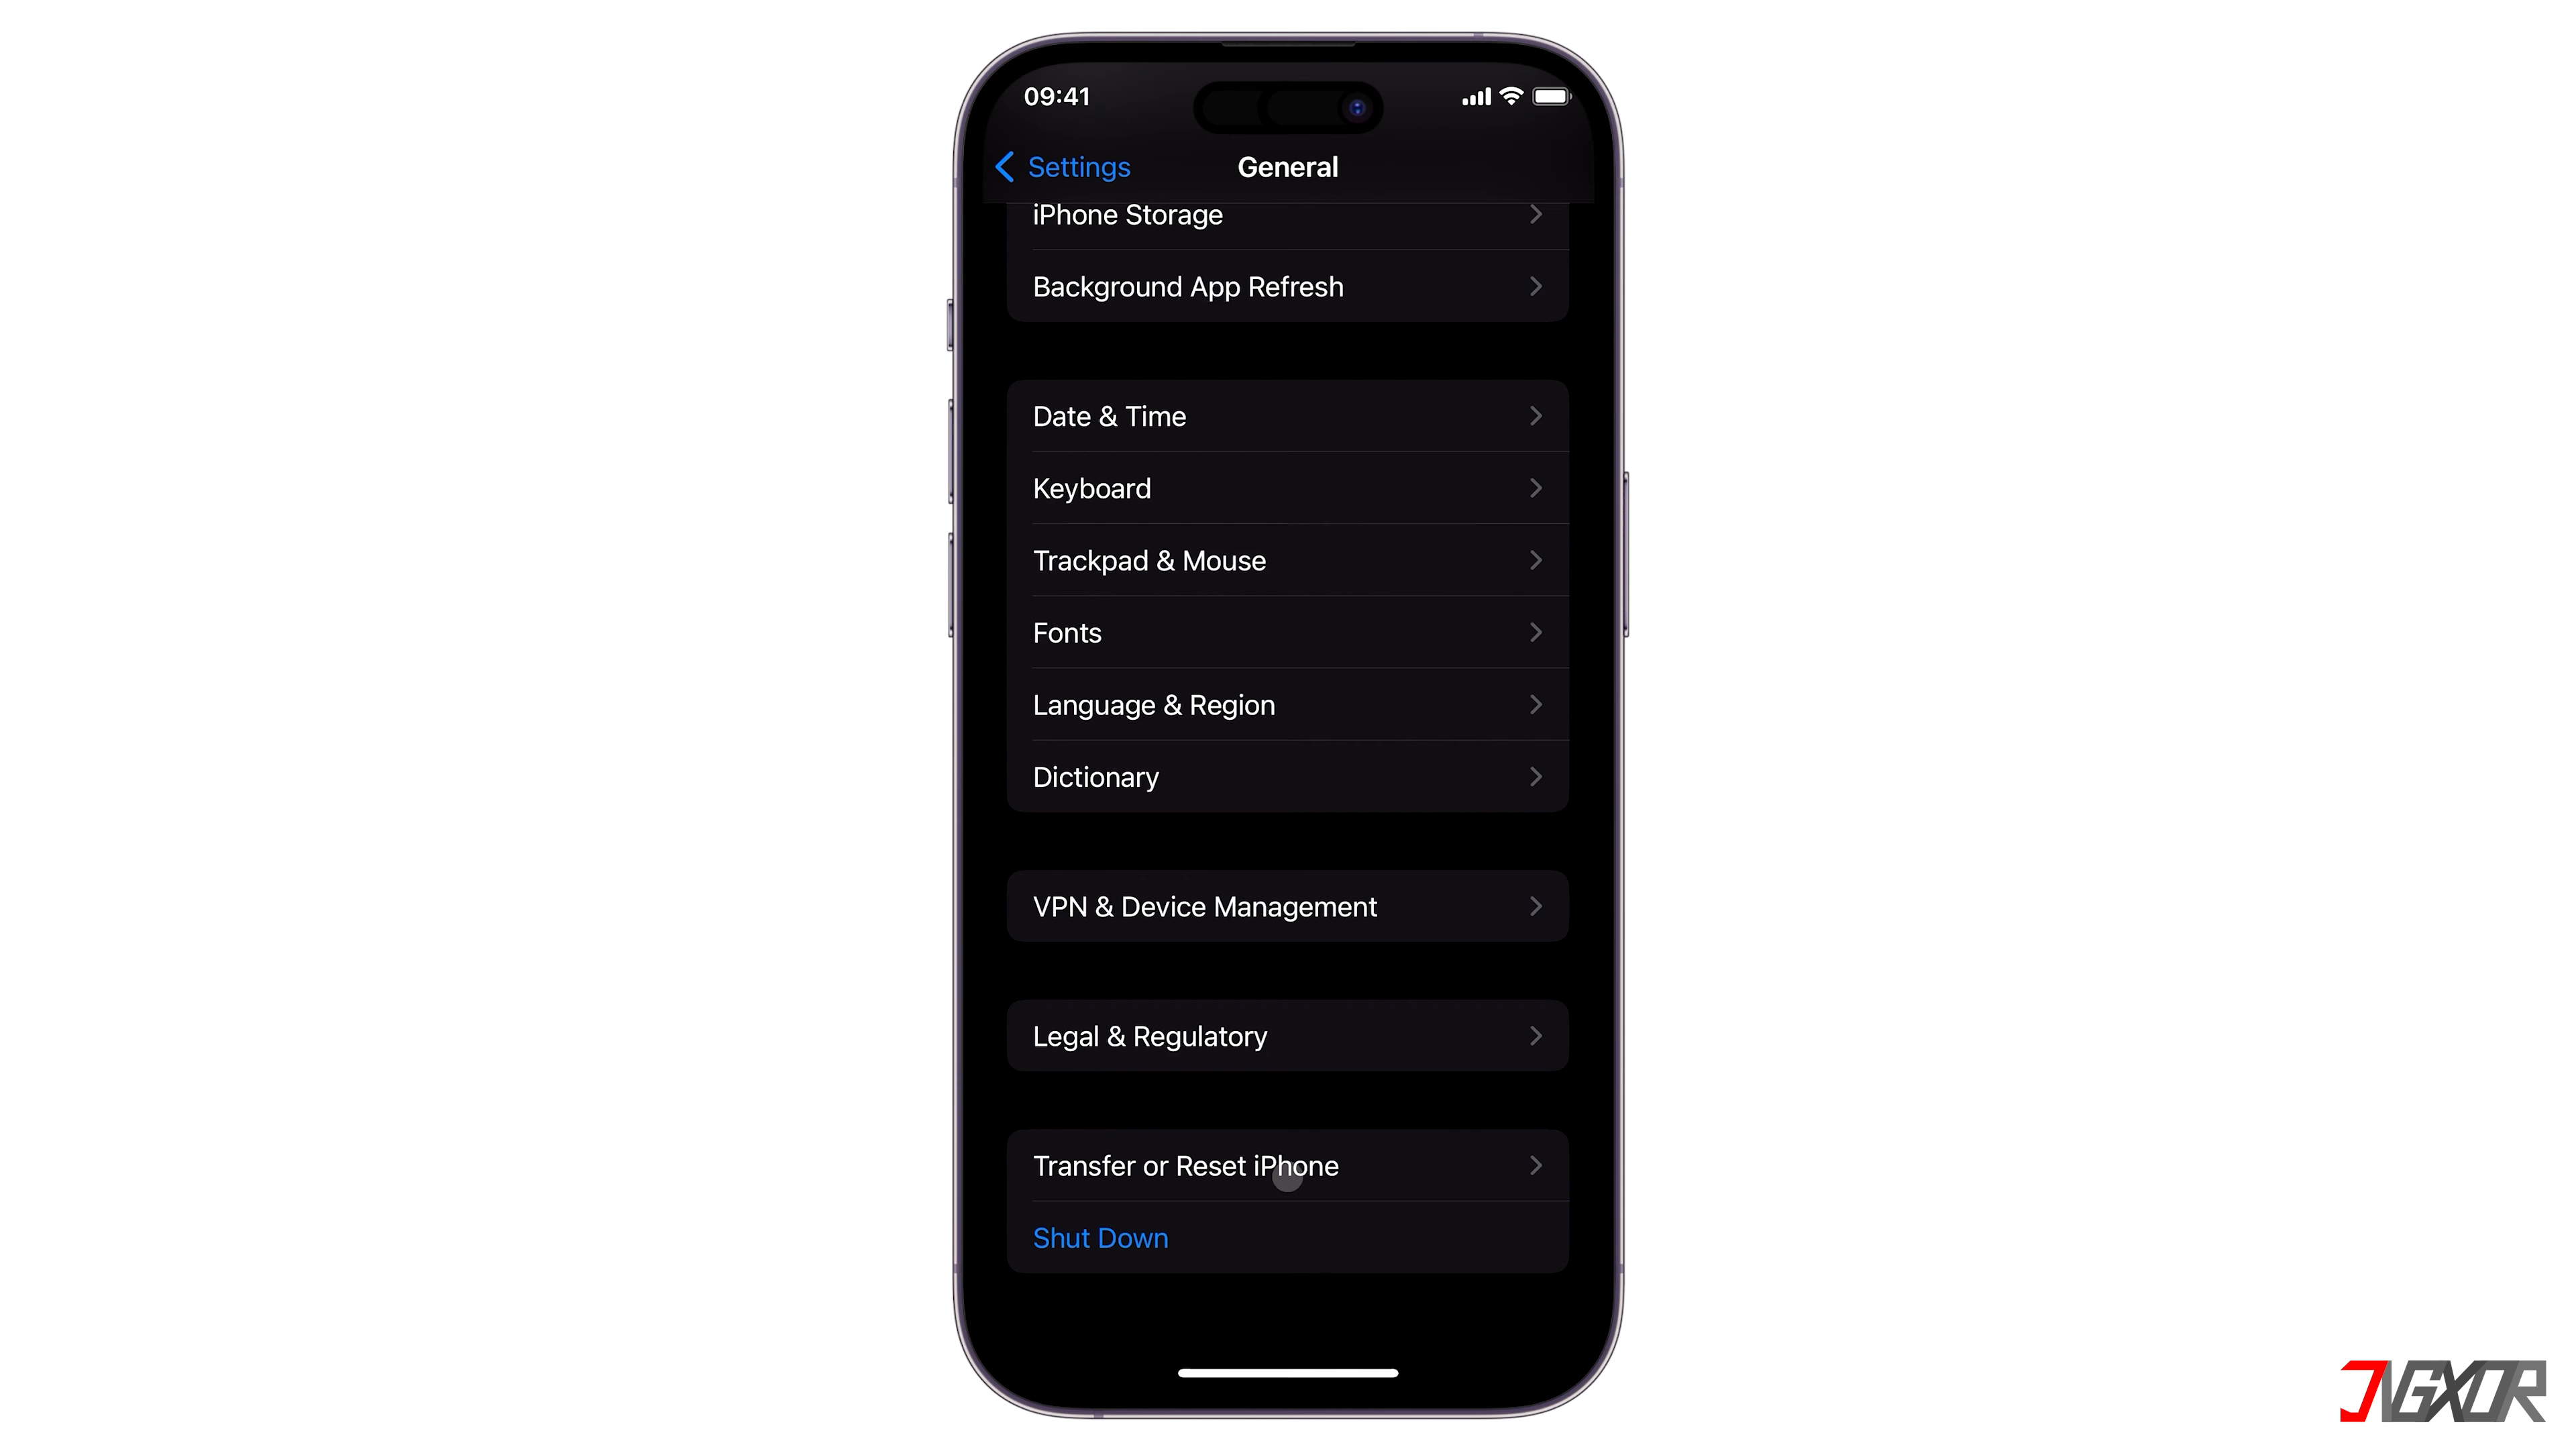 09:41
Settings
General
iPhone Storage
Background App Refresh
Date & Time
Keyboard
Trackpad & Mouse
Fonts
Language & Region
Dictionary
VPN & Device Management
Legal & Regulatory
Transfer or Reset iPhone
Shut Down
JNGXOR